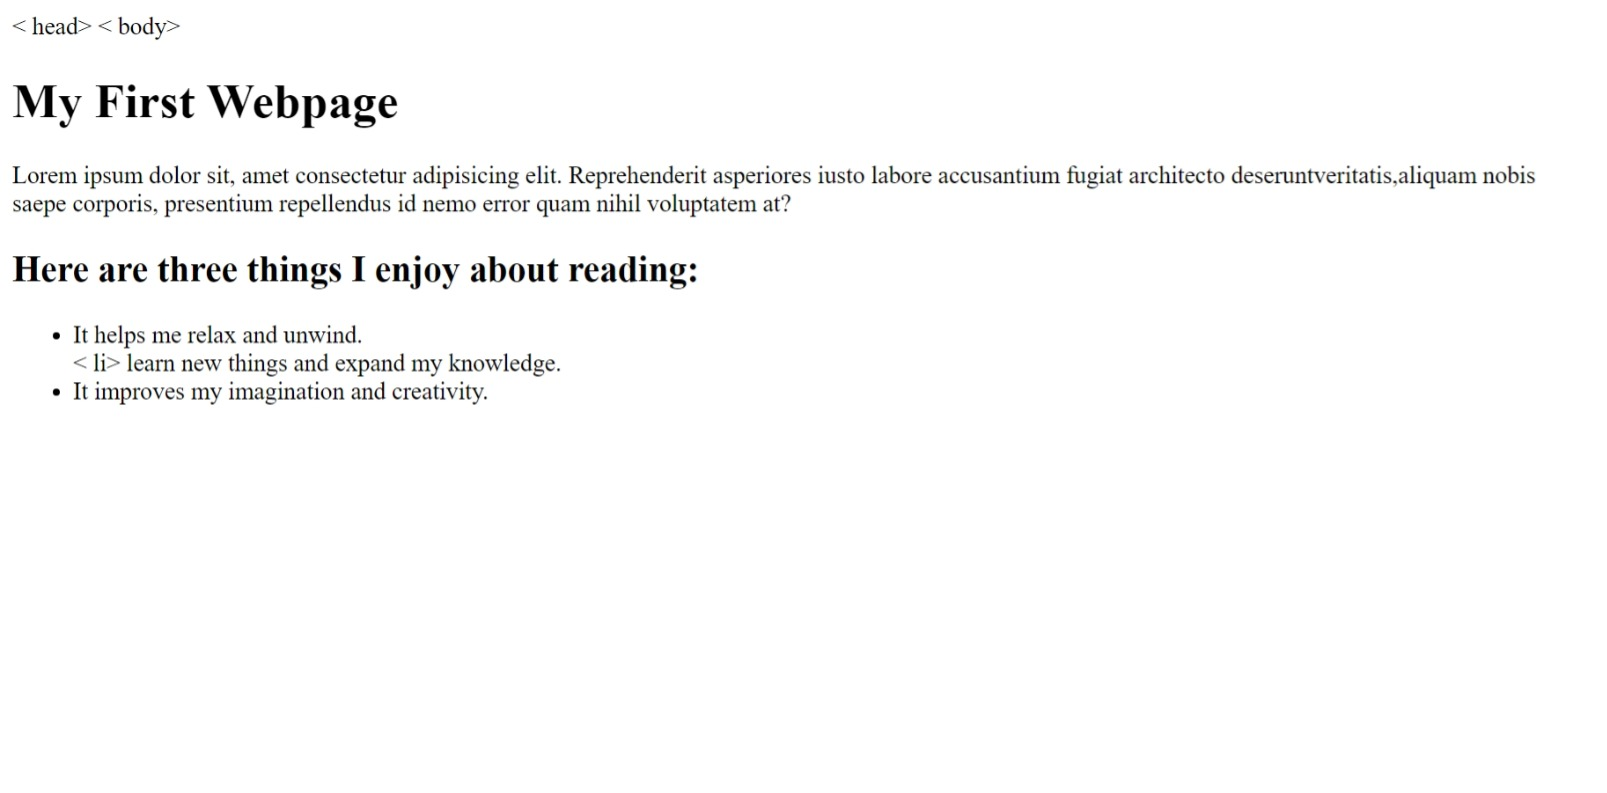 < head> < body>
My First Webpage
Lorem ipsum dolor sit, amet consectetur adipisicing elit. Reprehenderit asperiores iusto labore accusantium fugiat architecto deseruntveritatis,aliquam nobis
saepe corporis, presentium repellendus id nemo error quam nihil voluptatem at?
Here are three things I enjoy about reading:
• It helps me relax and unwind.
< li> learn new things and expand my knowledge.
• It improves my imagination and creativity.